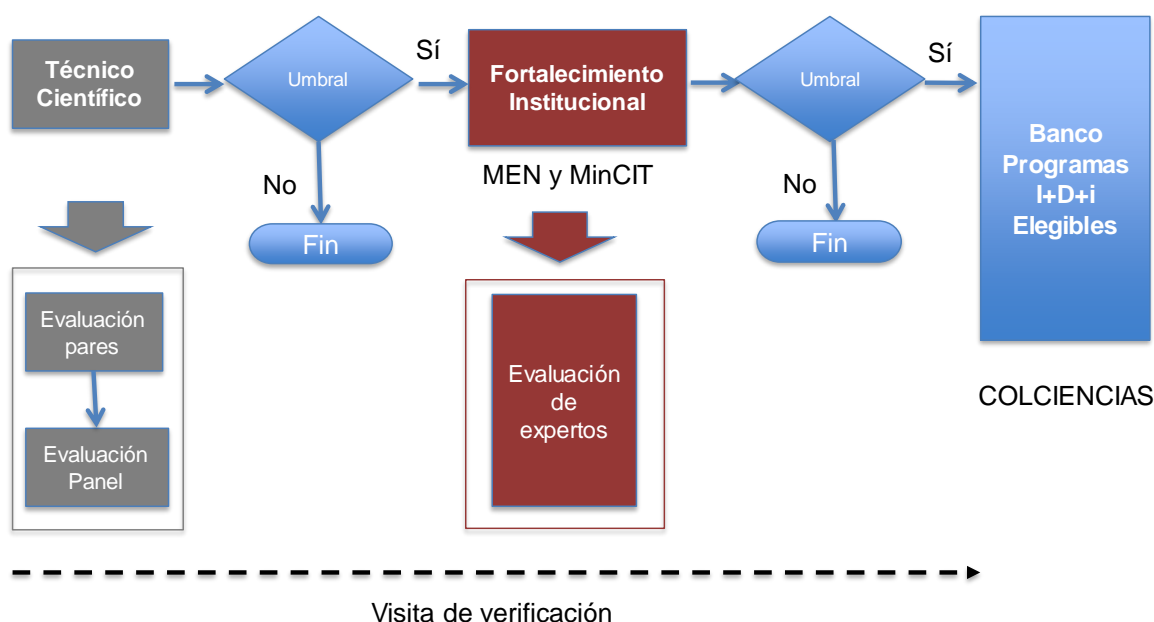 Técnico
Científico
Umbral
Sí
Fortalecimiento
Institucional
Umbral
Sí
Banco
Programas
I+D+i
Elegibles
No
Fin
MEN y MinCIT
No
Fin
Evaluación
pares
Evaluación
Panel
Evaluación
de
expertos
COLCIENCIAS
Visita de verificación